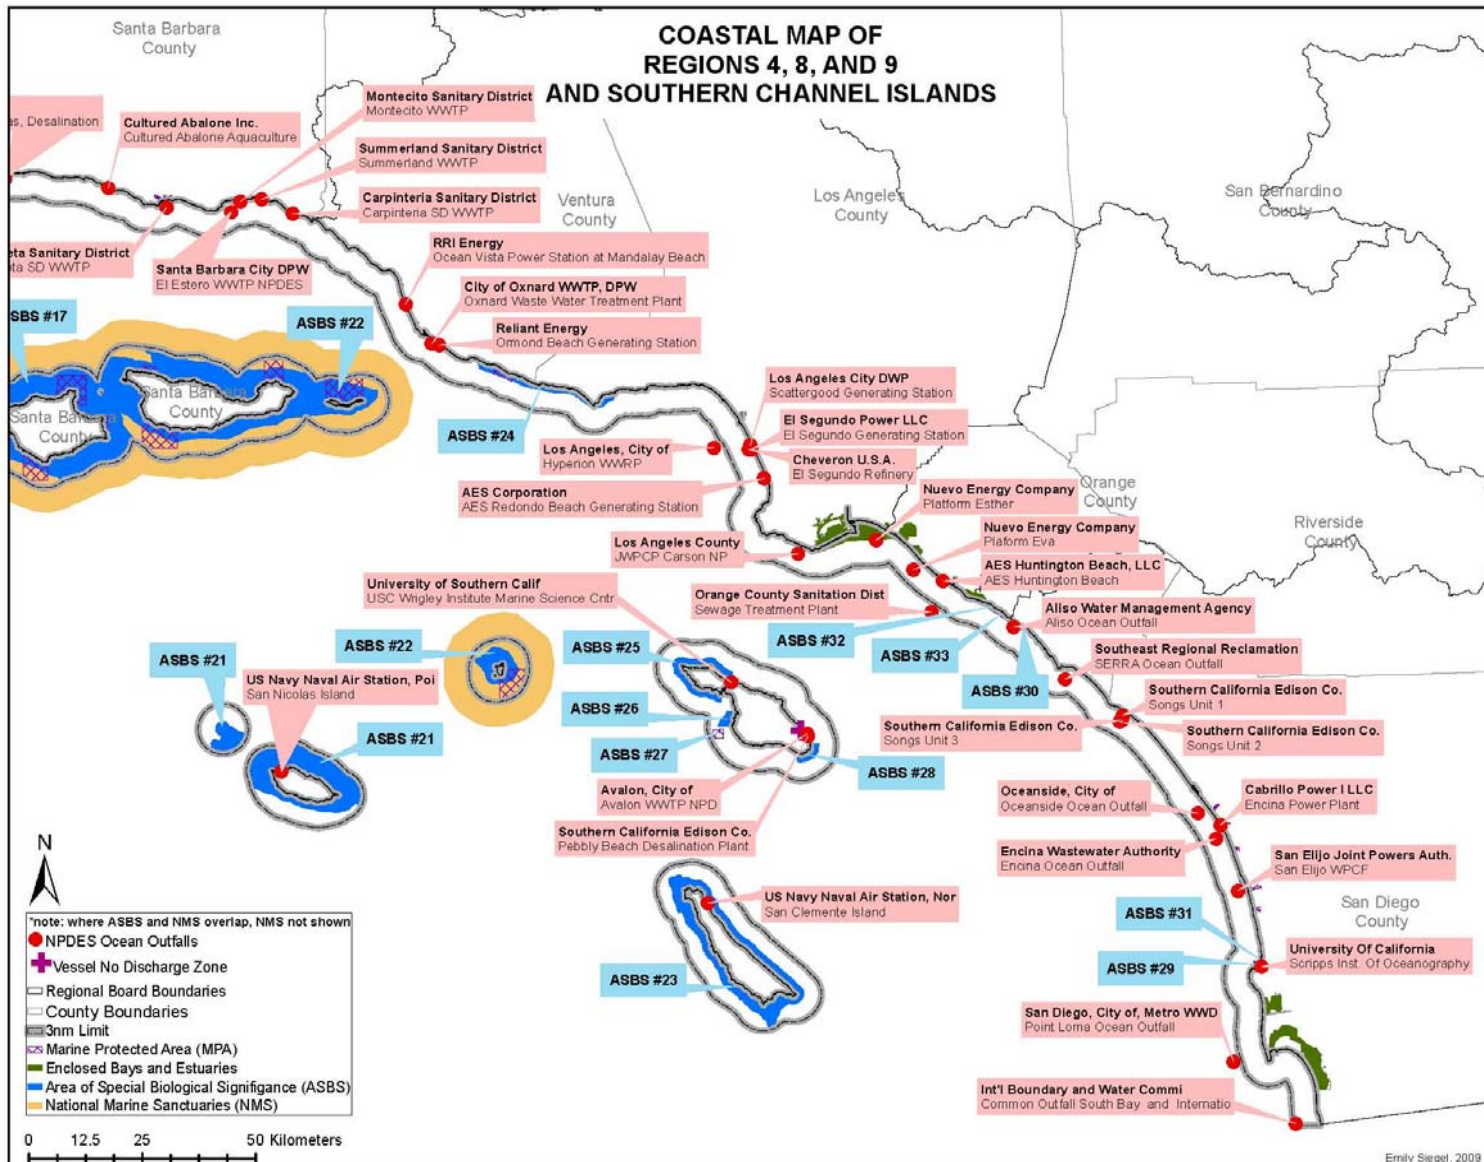 COASTAL MAP OF
REGIONS 4, 8, AND 9
AND SOUTHERN CHANNEL ISLANDS
Santa Barbara
County
Montecito Sanitary District
Montecito WWTP
as, Desalination
Cultured Abalone Inc.
Cultured Abalone Aquaculture
Summerland Sanitary District
Summerland WWTP
Carpinteria Sanitary District
Carpinteria SD WWTP
Ventura
County
Los Angeles
County
San Bernardino
County
eta Sanitary District
ta SD WWTP
Santa Barbara City DPW
El Estero WWTP NPDES
RRI Energy
Ocean Vista Power Station at Mandalay Beach
City of Oxnard WWTP, DPW
Oxnard Waste Water Treatment Plant
Reliant Energy
Ormond Beach Generating Station
SBS #17
ASBS #22
Santa Barbara
County
Santa Barbara
County
ASBS #24
Los Angeles City DWP
Scattergood Generating Station
El Segundo Power LLC
El Segundo Generating Station
Los Angeles, City of
Hyperion WWRP
Cheveron U.S.A.
El Segundo Refinery
AES Corporation
AES Redondo Beach Generating Station
Nuevo Energy Company
Platform Esther
Orange
County
Riverside
County
Nuevo Energy Company
Plaform Eva
Los Angeles County
JWPCP Carson NP
AES Huntington Beach, LLC
AES Huntington Beach
University of Southern Calif
USC Wrigley Institute Marine Science Cntr
Orange County Sanitation Dist
Sewage Treatment Plant
Aliso Water Management Agency
Aliso Ocean Outfall
ASBS #32
ASBS #33
ASBS #30
Southeast Regional Reclamation
SERRA Ocean Outfall
ASBS #21
ASBS #22
ASBS #25
US Navy Naval Air Station, Poi
San Nicolas Island
ASBS #26
Southern California Edison Co.
Songs Unit 1
Southern California Edison Co.
Songs Unit 3
Southern California Edison Co.
Songs Unit 2
ASBS #21
ASBS #27
ASBS #28
Avalon, City of
Avalon WWTP NPD
Oceanside, City of
Oceanside Ocean Outfall
Cabrillo Power I LLC
Encina Power Plant
Southern California Edison Co.
Pebbly Beach Desalination Plant
Encina Wastewater Authority
Encina Ocean Outfall
San Elijo Joint Powers Auth.
San Elijo WPCF
US Navy Naval Air Station, Nor
San Clemente Island
ASBS #31
San Diego
County
ASBS #23
ASBS #29
University Of California
Scripps Inst. Of Oceanography
San Diego, City of, Metro WWD
Point Loma Ocean Outfall
Int'l Boundary and Water Commi
Common Outfall South Bay and Internatio
N
*note: where ASBS and NMS overlap, NMS not shown
NPDES Ocean Outfalls
Vessel No Discharge Zone
Regional Board Boundaries
County Boundaries
3nm Limit
Marine Protected Area (MPA)
Enclosed Bays and Estuaries
Area of Special Biological Signifigance (ASBS)
National Marine Sanctuaries (NMS)
0 12.5 25 50 Kilometers
Emily Siegel, 2009